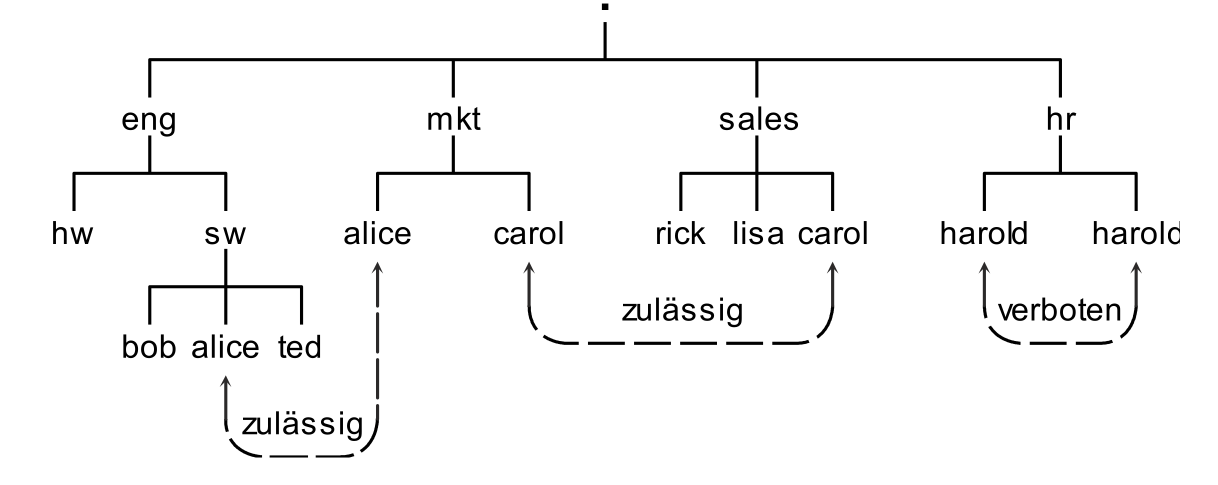 .
eng mkt sales hr
hw sw alice carol rick lisa carol harold harold
zulässig verboten
bob alice ted
zulässig